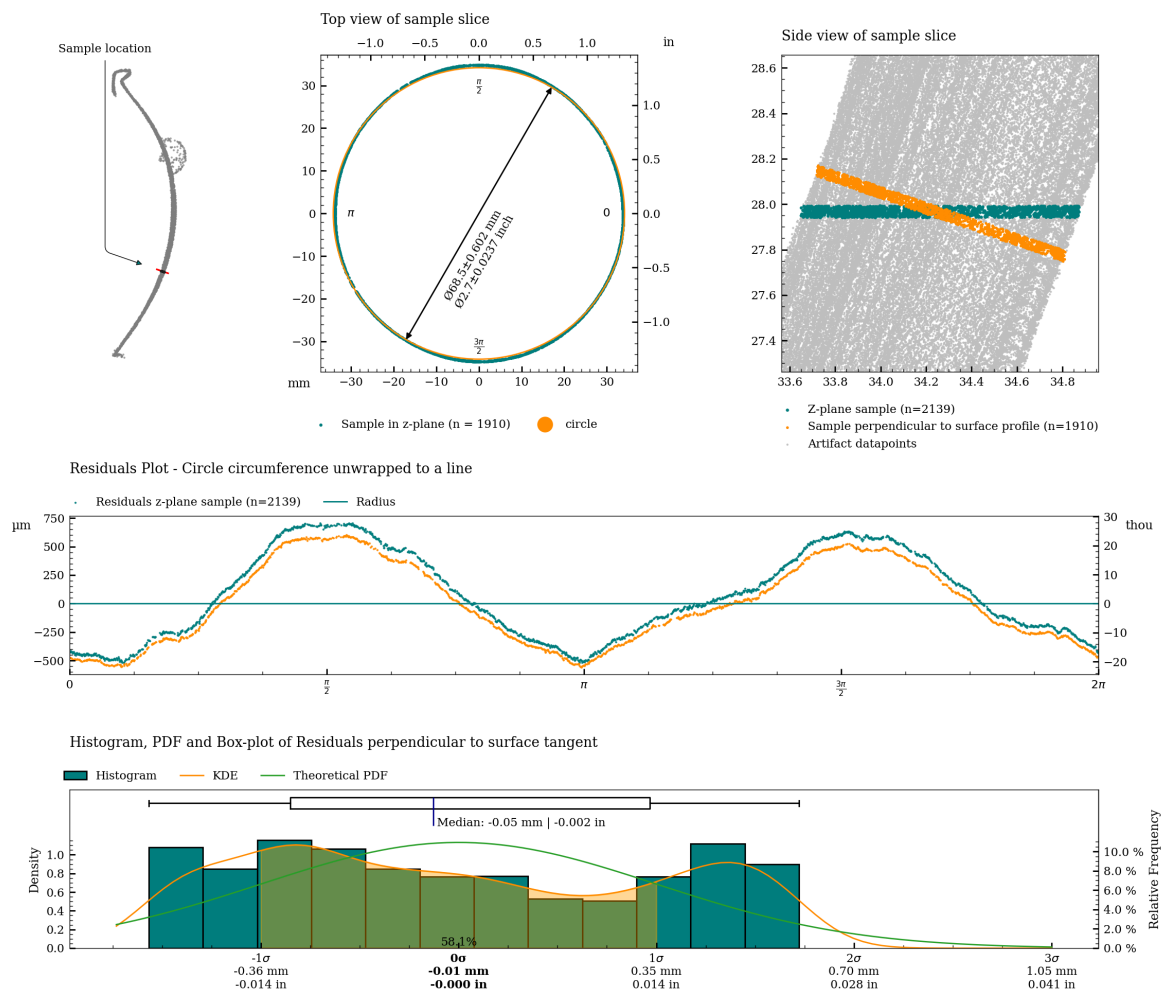 Top view of sample slice
Sample location
−1.0 −0.5 0.0 0.5 1.0 in
Side view of sample slice
30
20
10
0
−10
−20
−30
mm
−30 −20 −10 0 10 20 30
1.0
0.5
0.0
−0.5
−1.0
π/2
π
0
3π/2
Ø68.5±0.602 mm
Ø2.7±0.0237 inch
Sample in z-plane (n = 1910)
circle
28.6
28.4
28.2
28.0
27.8
27.6
27.4
33.6 33.8 34.0 34.2 34.4 34.6 34.8
Z-plane sample (n=2139)
Sample perpendicular to surface profile (n=1910)
Artifact datapoints
Residuals Plot - Circle circumference unwrapped to a line
Residuals z-plane sample (n=2139) Radius
µm
750
500
250
0
−250
−500
30 thou
20
10
0
−10
−20
0 π/2 π 3π/2 2π
Histogram, PDF and Box-plot of Residuals perpendicular to surface tangent
Histogram KDE Theoretical PDF
Median: -0.05 mm | -0.002 in
Density
1.0
0.8
0.6
0.4
0.2
0.0
10.0 %
8.0 %
6.0 %
4.0 %
2.0 %
0.0 %
Relative Frequency
58.1%
-1σ 0σ 1σ 2σ 3σ
-0.36 mm -0.01 mm 0.35 mm 0.70 mm 1.05 mm
-0.014 in -0.000 in 0.014 in 0.028 in 0.041 in